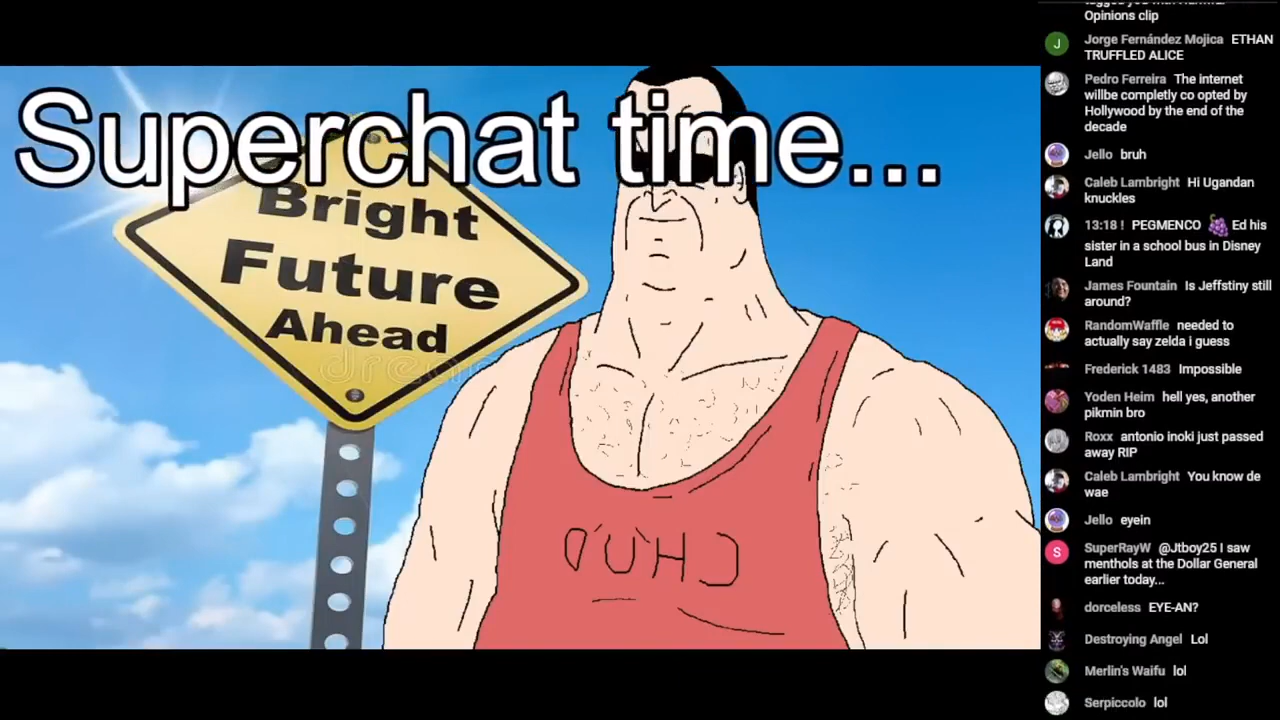 Superchat time...
Bright
Future
Ahead
CHUD
Opinions clip
Jorge Fernández Mojica ETHAN
TRUFFLED ALICE
Pedro Ferreira The internet
willbe completly co opted by
Hollywood by the end of the
decade
Jello bruh
Caleb Lambright Hi Ugandan
knuckles
13:18 ! PEGMENCO 🍇 Ed his
sister in a school bus in Disney
Land
James Fountain Is Jeffstiny still
around?
RandomWaffle needed to
actually say zelda i guess
Frederick 1483 Impossible
Yoden Heim hell yes, another
pikmin bro
Roxx antonio inoki just passed
away RIP
Caleb Lambright You know de
wae
Jello eyein
SuperRayW @Jtboy25 I saw
menthols at the Dollar General
earlier today...
dorceless EYE-AN?
Destroying Angel Lol
Merlin's Waifu lol
Serpiccolo lol